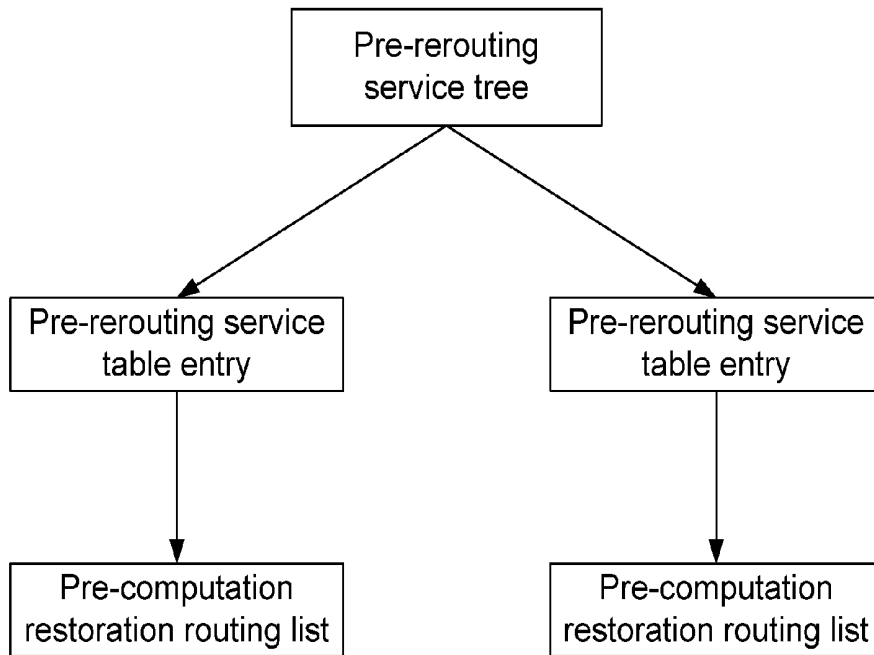 Pre-rerouting
service tree
Pre-rerouting service
table entry
Pre-rerouting service
table entry
Pre-computation
restoration routing list
Pre-computation
restoration routing list